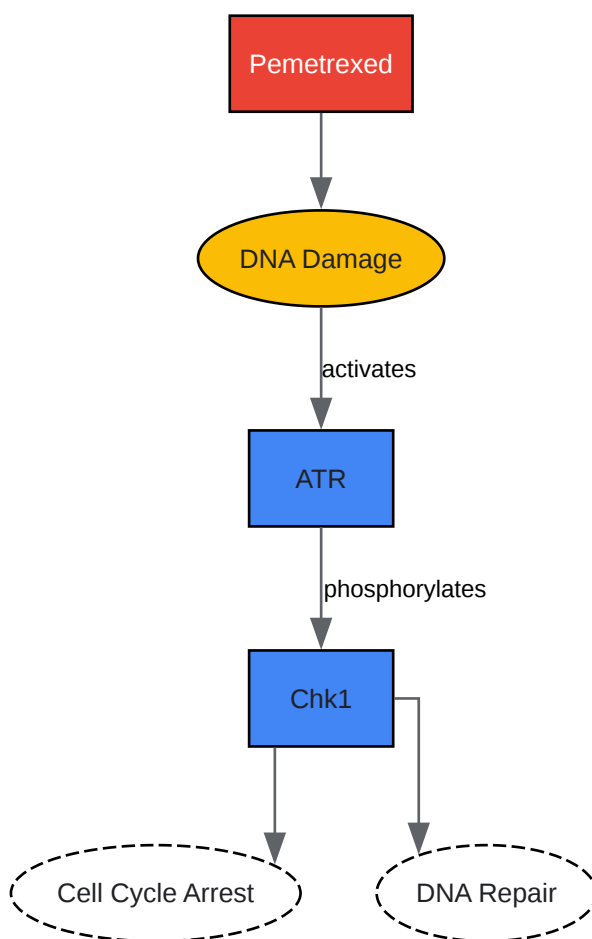 Pemetrexed
DNA Damage
activates
ATR
phosphorylates
Chk1
Cell Cycle Arrest
DNA Repair